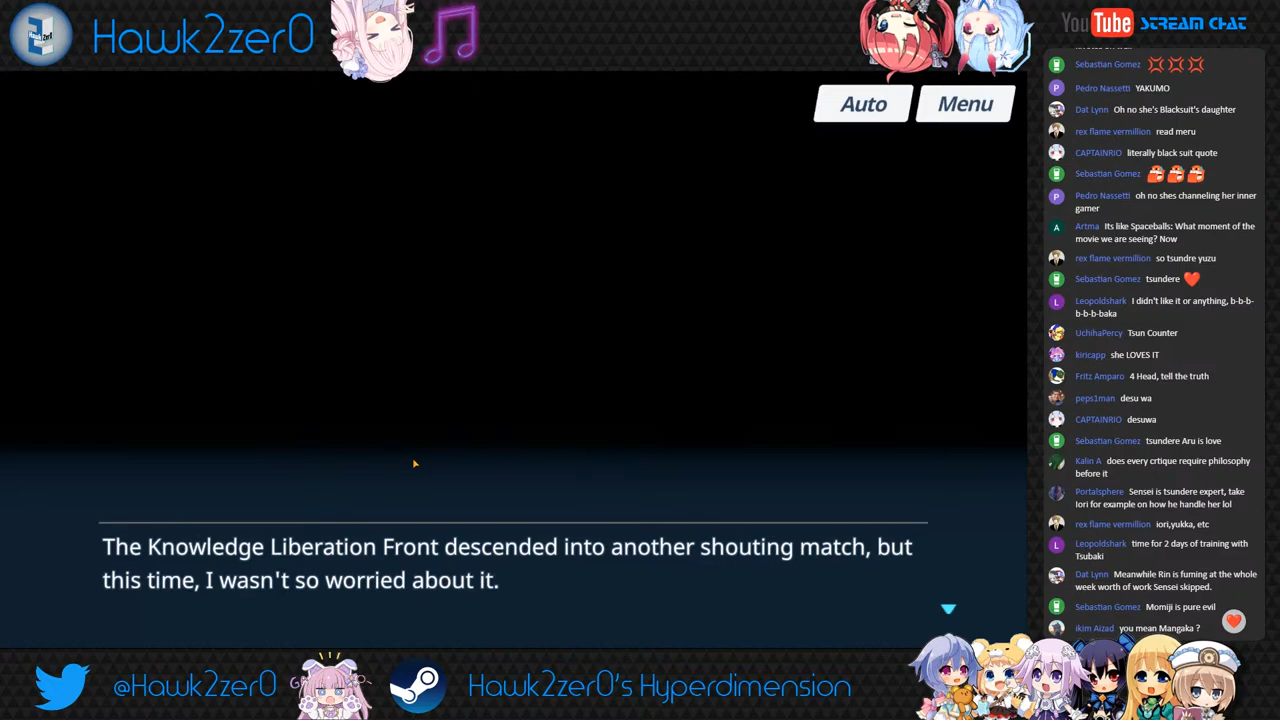 Hawk2zer0
YouTube STREAM CHAT
Auto
Menu
Sebastian Gomez
Pedro Nassetti YAKUMO
Dat Lynn Oh no she's Blacksuit's daughter
rex flame vermillion read meru
CAPTAINRIO literally black suit quote
Sebastian Gomez
Pedro Nassetti oh no shes channeling her inner
gamer
Artma Its like Spaceballs: What moment of the
movie we are seeing? Now
rex flame vermillion so tsundre yuzu
Sebastian Gomez tsundere
Leopoldshark I didn't like it or anything, b-b-b-
b-b-b-baka
UchihaPercy Tsun Counter
kiricapp she LOVES IT
Fritz Amparo 4 Head, tell the truth
peps1man desu wa
CAPTAINRIO desuwa
Sebastian Gomez tsundere Aru is love
Kalin A does every crtique require philosophy
before it
Portalsphere Sensei is tsundere expert, take
Iori for example on how he handle her lol
rex flame vermillion iori,yukka, etc
Leopoldshark time for 2 days of training with
Tsubaki
Dat Lynn Meanwhile Rin is fuming at the whole
week worth of work Sensei skipped.
Sebastian Gomez Momiji is pure evil
ikim Aizad you mean Mangaka ?
The Knowledge Liberation Front descended into another shouting match, but
this time, I wasn't so worried about it.
@Hawk2zer0
Hawk2zer0's Hyperdimension